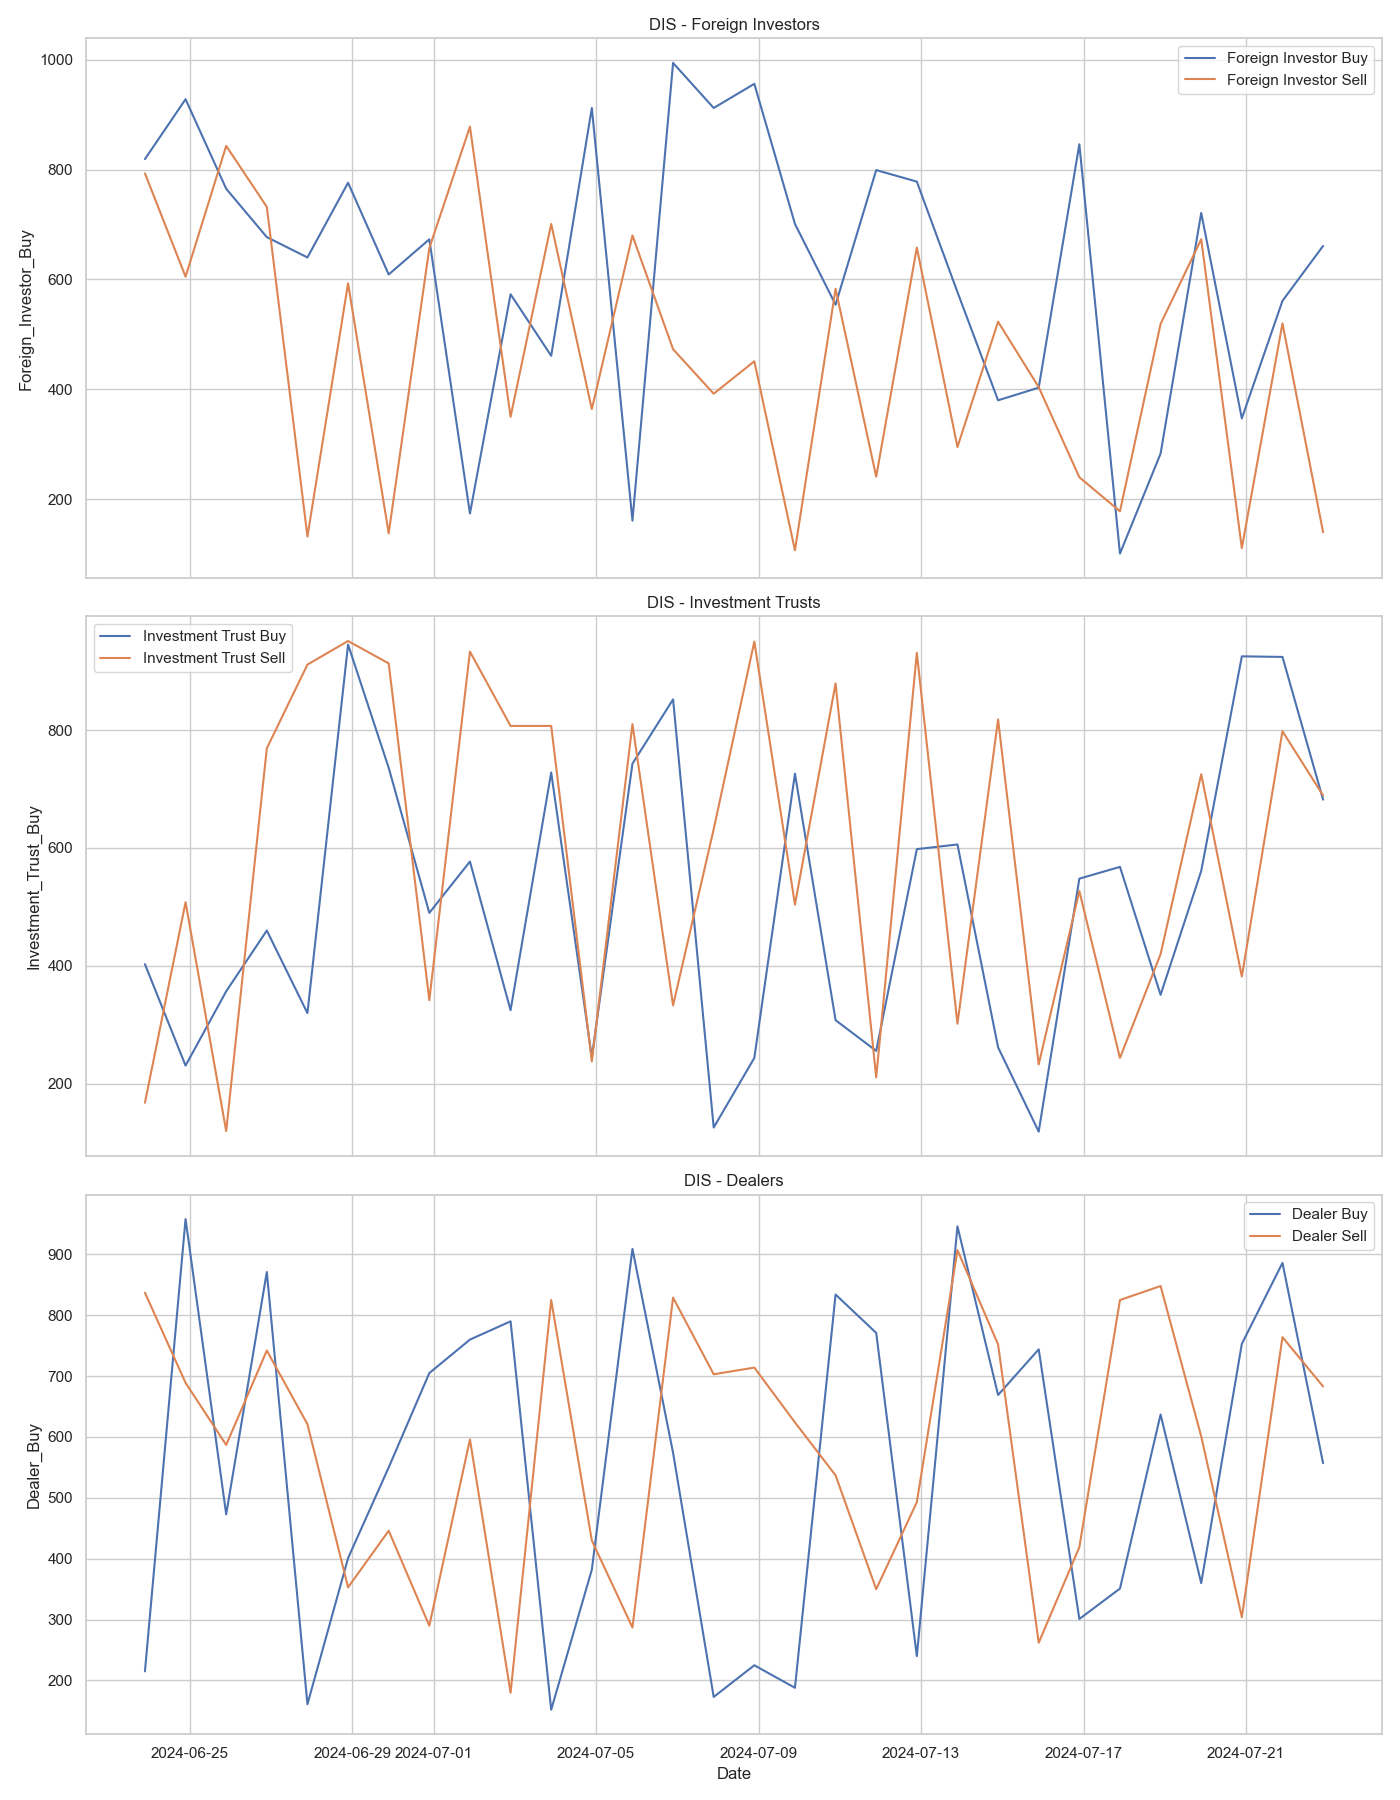 DIS - Foreign Investors
1000
800
600
400
200
Foreign_Investor_Buy
Foreign Investor Buy
Foreign Investor Sell
DIS - Investment Trusts
800
600
400
200
Investment_Trust_Buy
Investment Trust Buy
Investment Trust Sell
DIS - Dealers
900
800
700
600
500
400
300
200
Dealer_Buy
Dealer Buy
Dealer Sell
2024-06-25 2024-06-29 2024-07-01 2024-07-05 2024-07-09 2024-07-13 2024-07-17 2024-07-21
Date